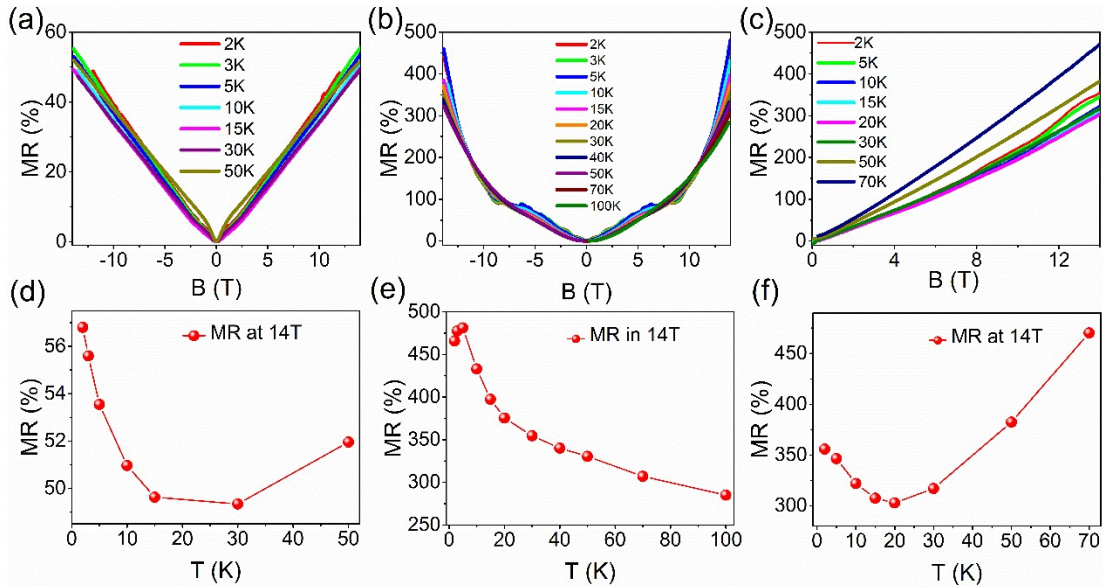 (a)
60
40
20
0
MR (%)
2K
3K
5K
10K
15K
30K
50K
-10 -5 0 5 10
B (T)
(b)
500
400
300
200
100
0
MR (%)
2K
3K
5K
10K
15K
20K
30K
40K
50K
70K
100K
-10 -5 0 5 10
B (T)
(c)
500
400
300
200
100
0
MR (%)
2K
5K
10K
15K
20K
30K
50K
70K
0 4 8 12
B (T)
(d)
MR at 14T
56
54
52
50
MR (%)
0 10 20 30 40 50
T (K)
(e)
MR in 14T
500
450
400
350
300
250
MR (%)
0 20 40 60 80 100
T (K)
(f)
MR at 14T
450
400
350
300
MR (%)
0 10 20 30 40 50 60 70
T (K)